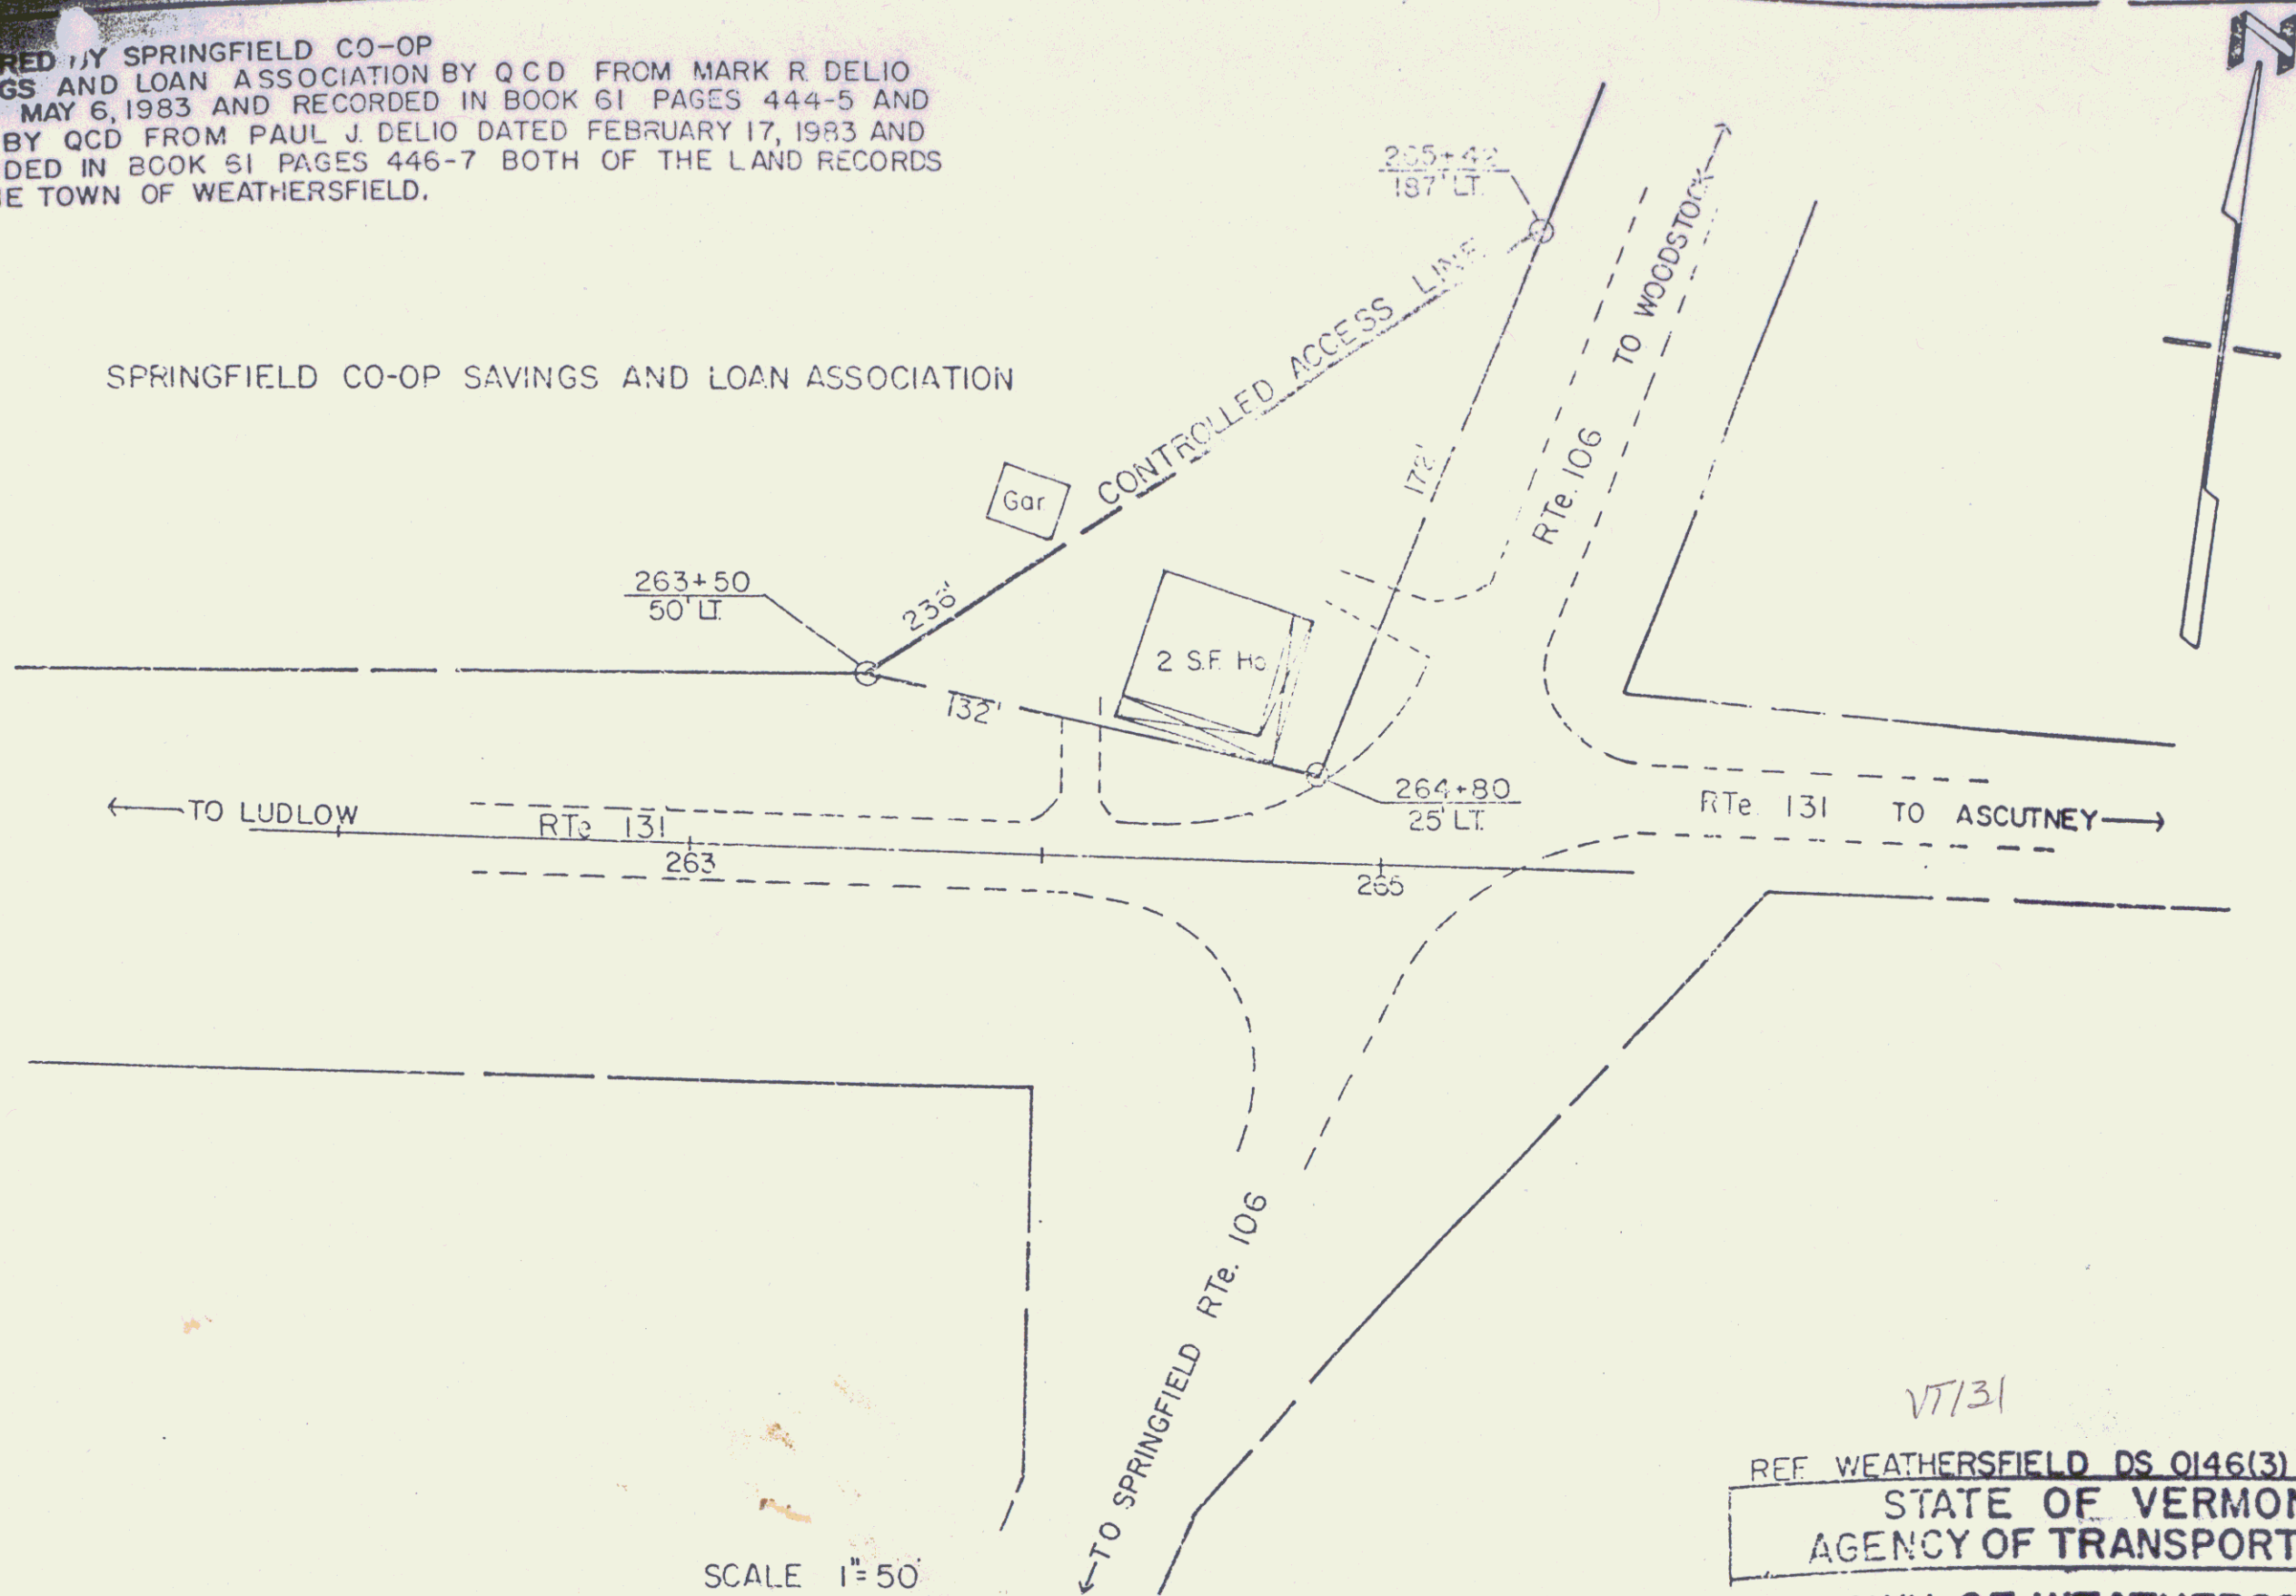 RED BY SPRINGFIELD CO-OP
GS AND LOAN ASSOCIATION BY QCD FROM MARK R. DELIO
MAY 6, 1983 AND RECORDED IN BOOK 61 PAGES 444-5 AND
BY QCD FROM PAUL J. DELIO DATED FEBRUARY 17, 1983 AND
DED IN BOOK 61 PAGES 446-7 BOTH OF THE LAND RECORDS
E TOWN OF WEATHERSFIELD.
N
265+42
187' LT.
TO WOODSTOCK
SPRINGFIELD CO-OP SAVINGS AND LOAN ASSOCIATION
CONTROLLED ACCESS LINE
172'
RTe. 106
Gar.
263+50
50' LT.
236'
2 S.F. Ho
132'
264+80
25' LT.
TO LUDLOW
RTe 131
263
265
RTe. 131 TO ASCUTNEY
TO SPRINGFIELD RTe. 106
VT131
REF. WEATHERSFIELD DS 0146(3)
STATE OF VERMON
AGENCY OF TRANSPORT
SCALE 1"=50'